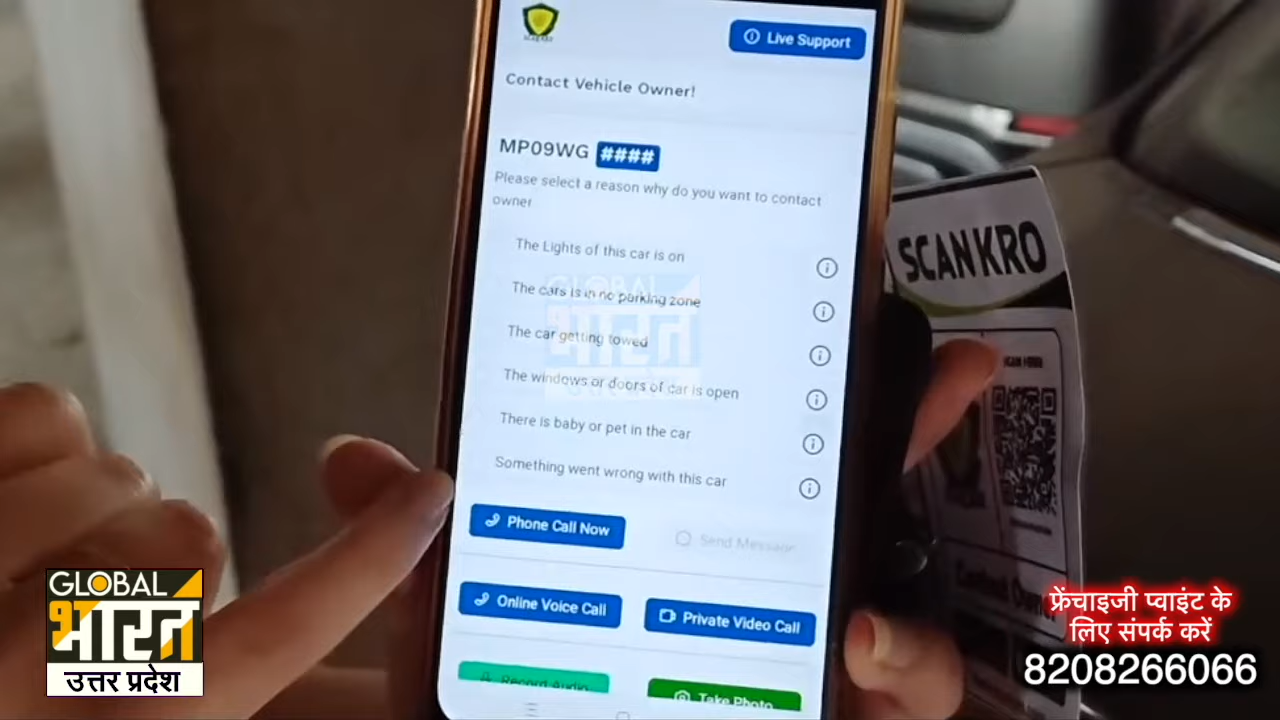 Live Support
Contact Vehicle Owner!
MP09WG ####
Please select a reason why do you want to contact
owner
The Lights of this car is on
The cars is in no parking zone
The car getting towed
The windows or doors of car is open
There is baby or pet in the car
Something went wrong with this car
Phone Call Now
Send Message
Online Voice Call
Private Video Call
Record Audio
Take Photo
SCANKRO
GLOBAL
भारत
GLOBAL
भारत
उत्तर प्रदेश
फ्रेंचाइजी प्वाइंट के
लिए संपर्क करें
8208266066